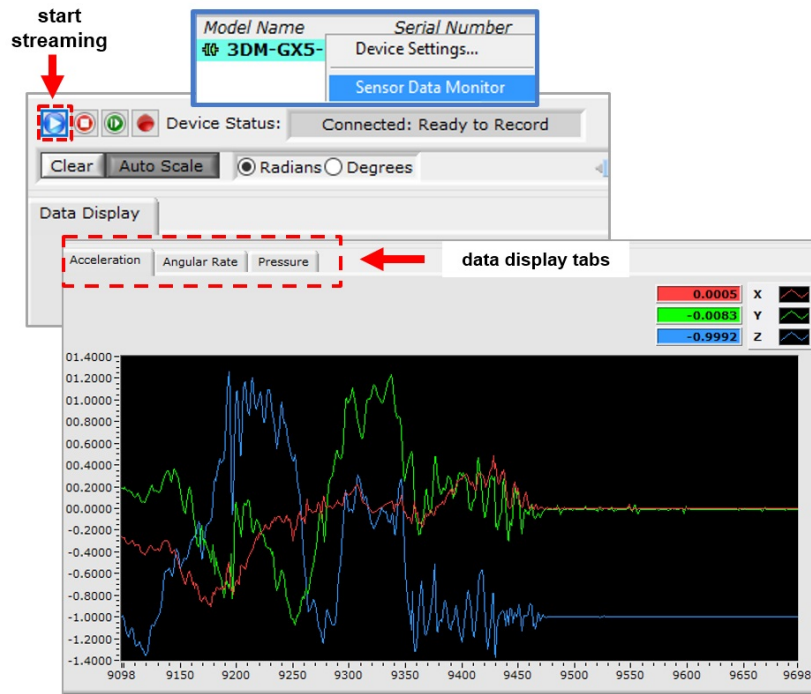 start
streaming
Model Name Serial Number
3DM-GX5-
Device Settings...
Sensor Data Monitor
Device Status: Connected: Ready to Record
Clear Auto Scale Radians Degrees
Data Display
Acceleration Angular Rate Pressure
data display tabs
0.0005 X
-0.0083 Y
-0.9992 Z
01.4000
01.2000
01.0000
00.8000
00.6000
00.4000
00.2000
00.0000
-0.2000
-0.4000
-0.6000
-0.8000
-1.0000
-1.2000
-1.4000
9098 9150 9200 9250 9300 9350 9400 9450 9500 9550 9600 9650 9698